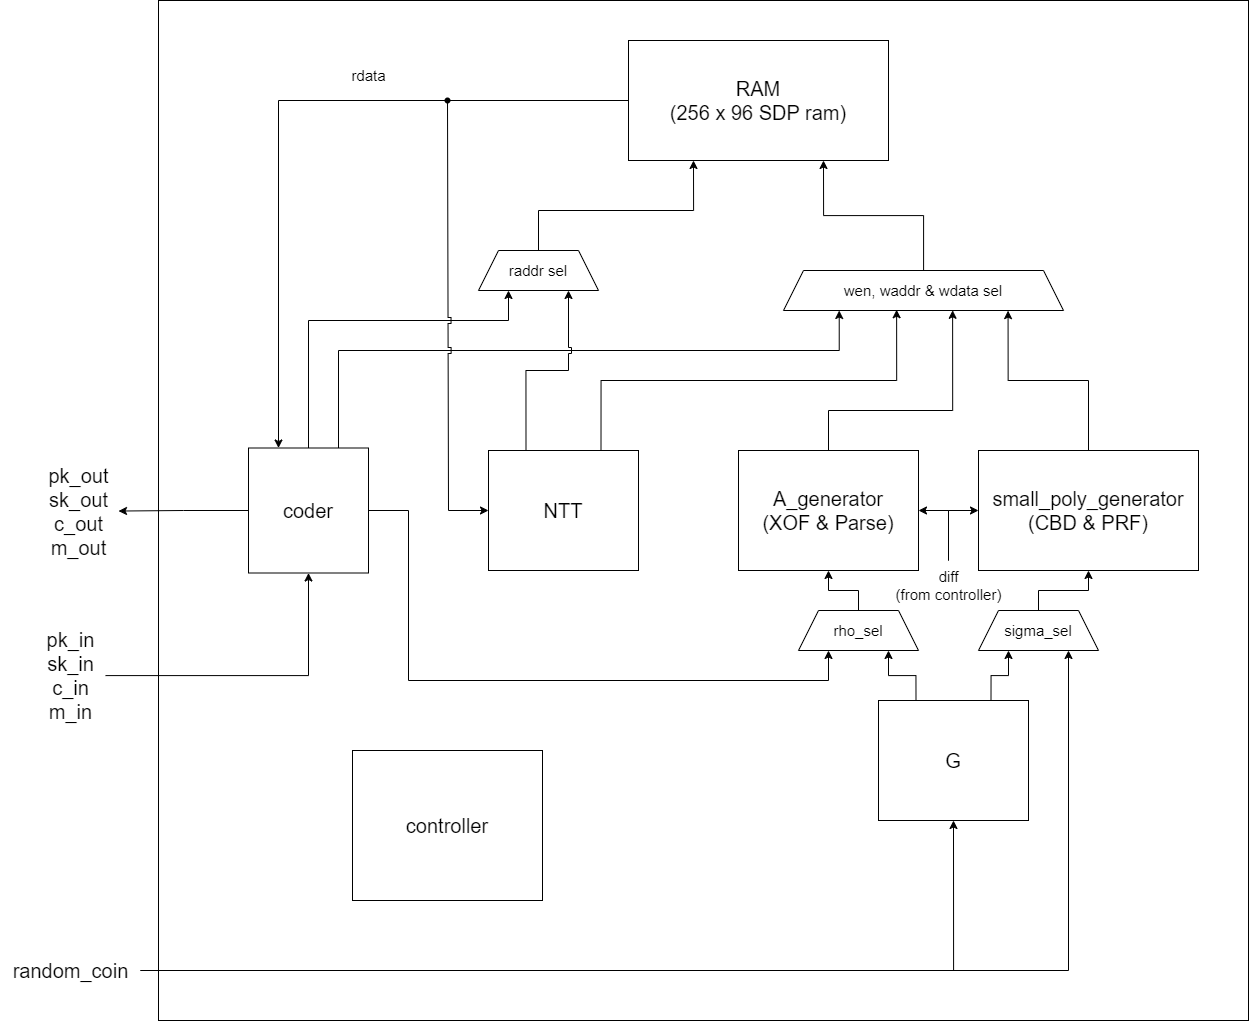 rdata
RAM
(256 x 96 SDP ram)
raddr sel
wen, waddr & wdata sel
pk_out
sk_out
c_out
m_out
coder
NTT
A_generator
(XOF & Parse)
small_poly_generator
(CBD & PRF)
diff
(from controller)
pk_in
sk_in
c_in
m_in
rho_sel
sigma_sel
G
controller
random_coin